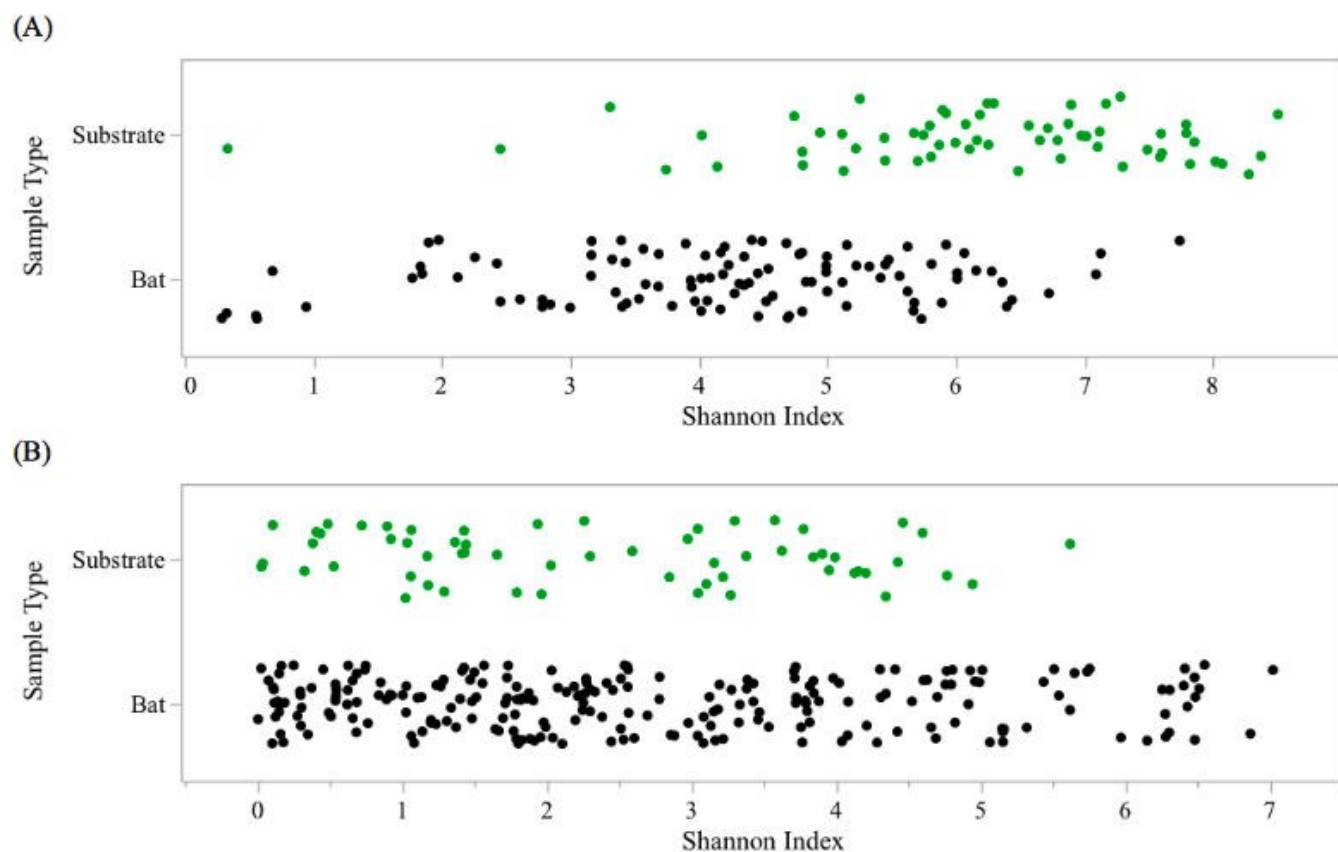 (A)
Sample Type
Substrate
Bat
0 1 2 3 4 5 6 7 8
Shannon Index
(B)
Sample Type
Substrate
Bat
0 1 2 3 4 5 6 7
Shannon Index